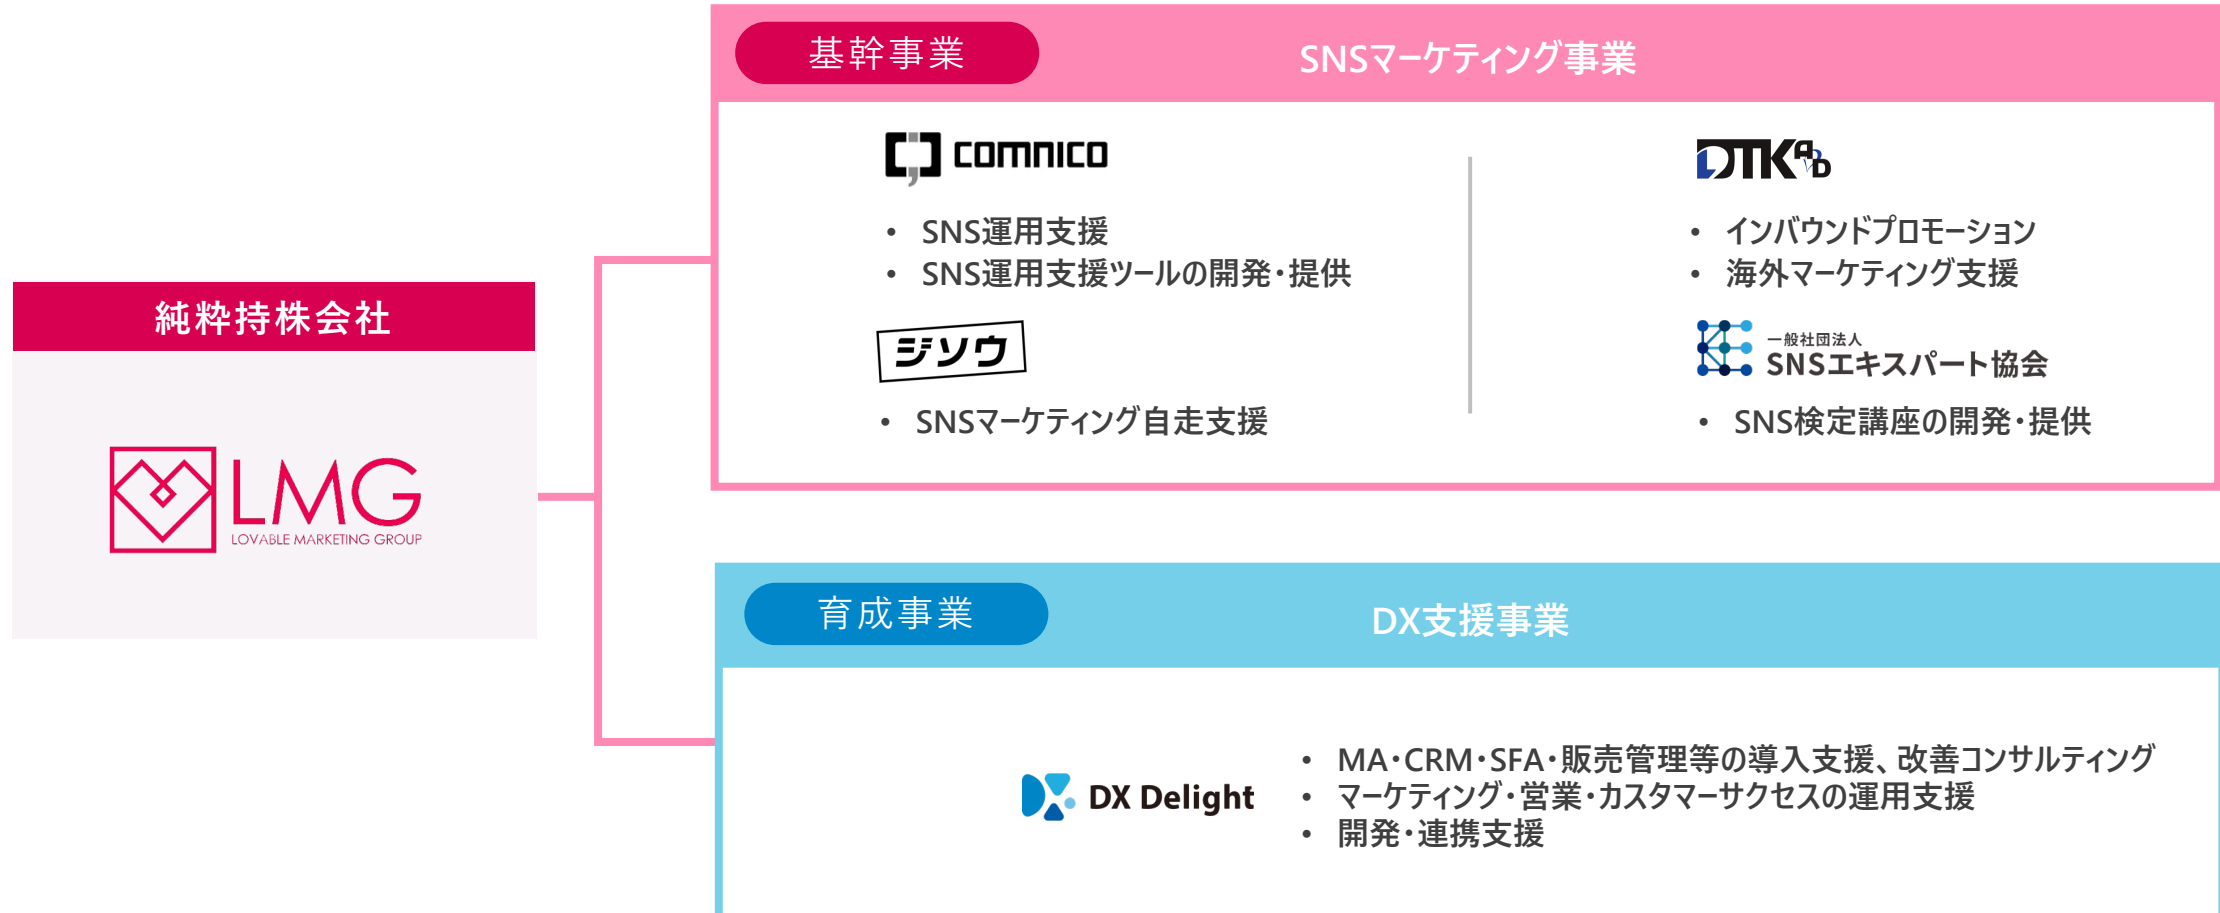 純粋持株会社
LMG
LOVABLE MARKETING GROUP
基幹事業
SNSマーケティング事業
comnico
• SNS運用支援
• SNS運用支援ツールの開発・提供
ジソウ
• SNSマーケティング自走支援
DTK AD
• インバウンドプロモーション
• 海外マーケティング支援
一般社団法人
SNSエキスパート協会
• SNS検定講座の開発・提供
育成事業
DX支援事業
DX Delight
• MA・CRM・SFA・販売管理等の導入支援、改善コンサルティング
• マーケティング・営業・カスタマーサクセスの運用支援
• 開発・連携支援